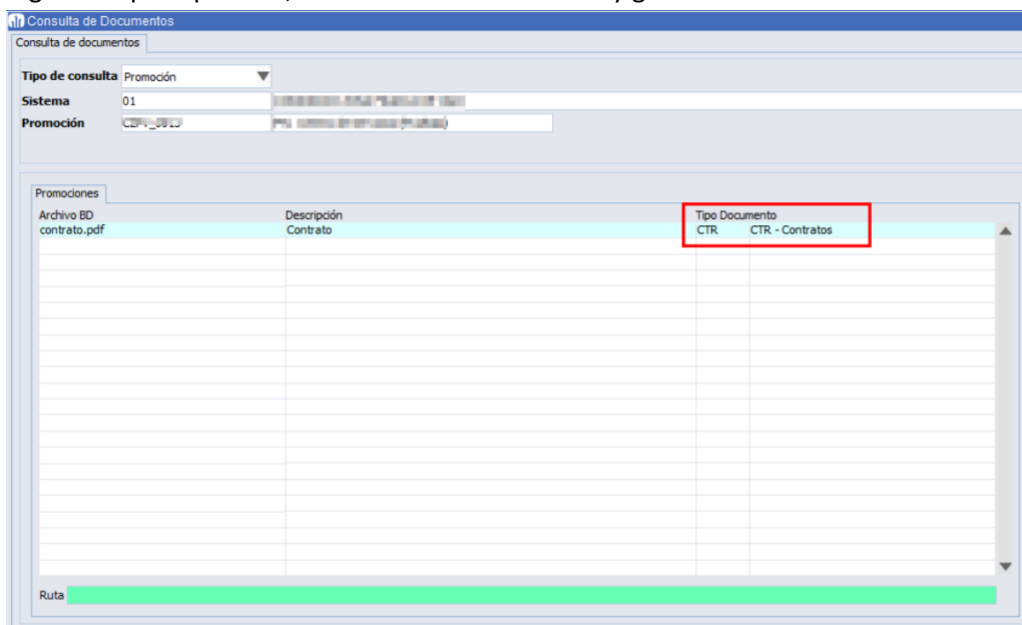 Consulta de Documentos
Consulta de documentos
Tipo de consulta Promoción
Sistema 01
Promoción
Promociones
Archivo BD Descripción Tipo Documento
contrato.pdf Contrato CTR CTR - Contratos
Ruta